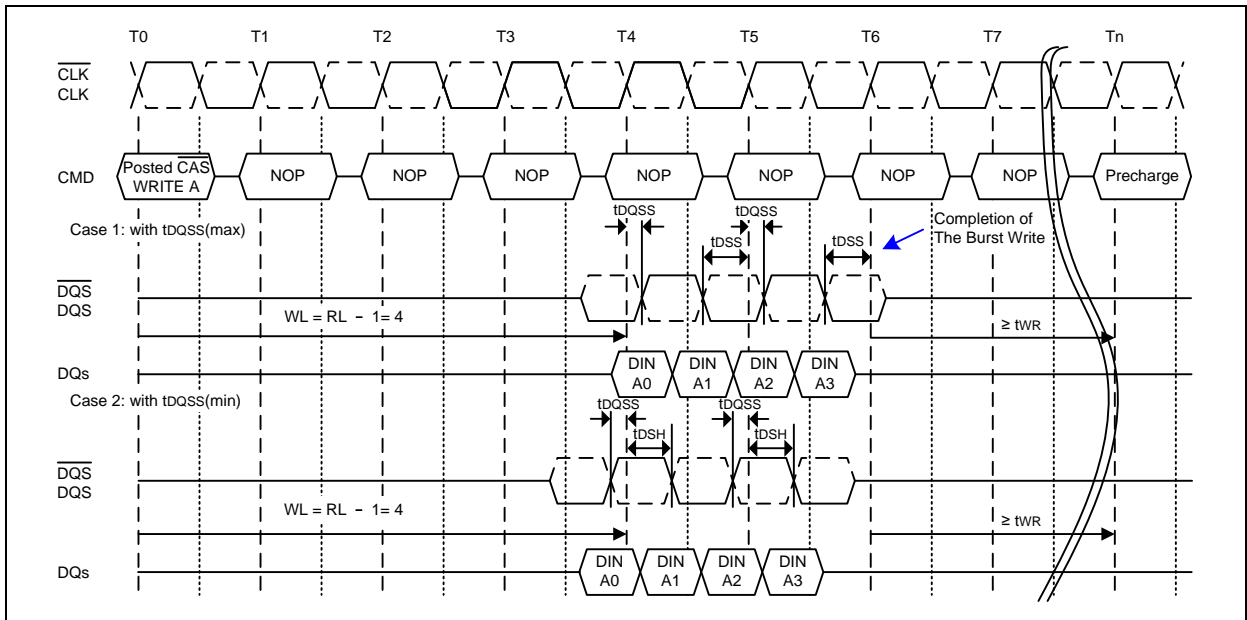 T0 T1 T2 T3 T4 T5 T6 T7 Tn
CLK
CLK
CMD
Posted CAS
WRITE A
NOP NOP NOP NOP NOP NOP NOP Precharge
Case 1: with tDQSS(max)
tDQSS tDQSS
tDSS tDSS
Completion of
The Burst Write
DQS
DQS
WL = RL - 1= 4
≥ tWR
DQs
DIN DIN DIN DIN
A0 A1 A2 A3
Case 2: with tDQSS(min)
tDQSS tDQSS
tDSH tDSH
DQS
DQS
WL = RL - 1= 4
≥ tWR
DQs
DIN DIN DIN DIN
A0 A1 A2 A3